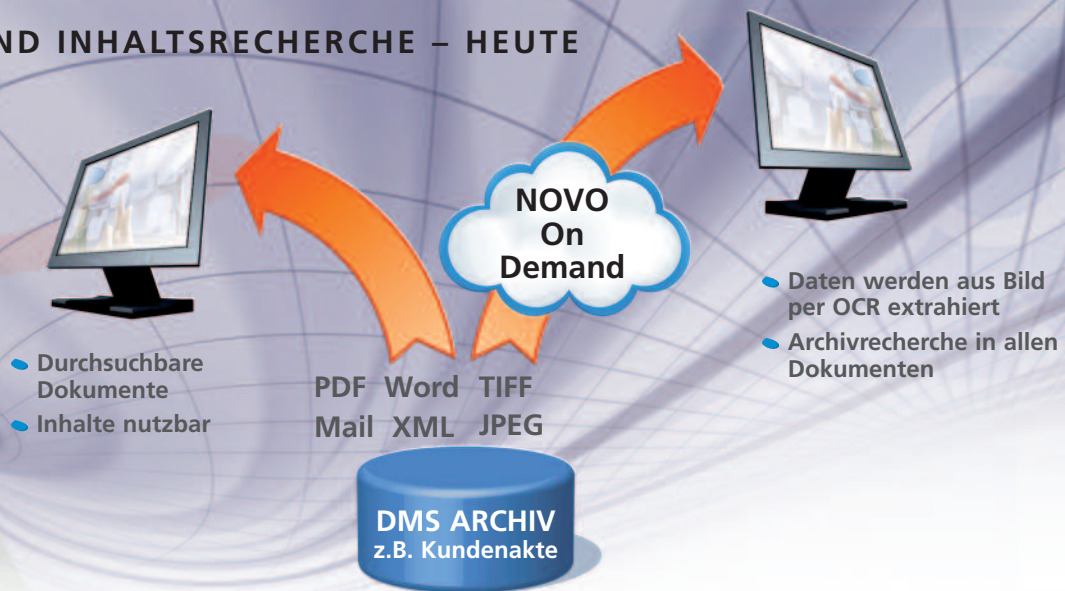 ND INHALTSRECHERCHE – HEUTE
NOVO
On
Demand
Durchsuchbare
Dokumente
Inhalte nutzbar
PDF Word TIFF
Mail XML JPEG
Daten werden aus Bild
per OCR extrahiert
Archivrecherche in allen
Dokumenten
DMS ARCHIV
z.B. Kundenakte